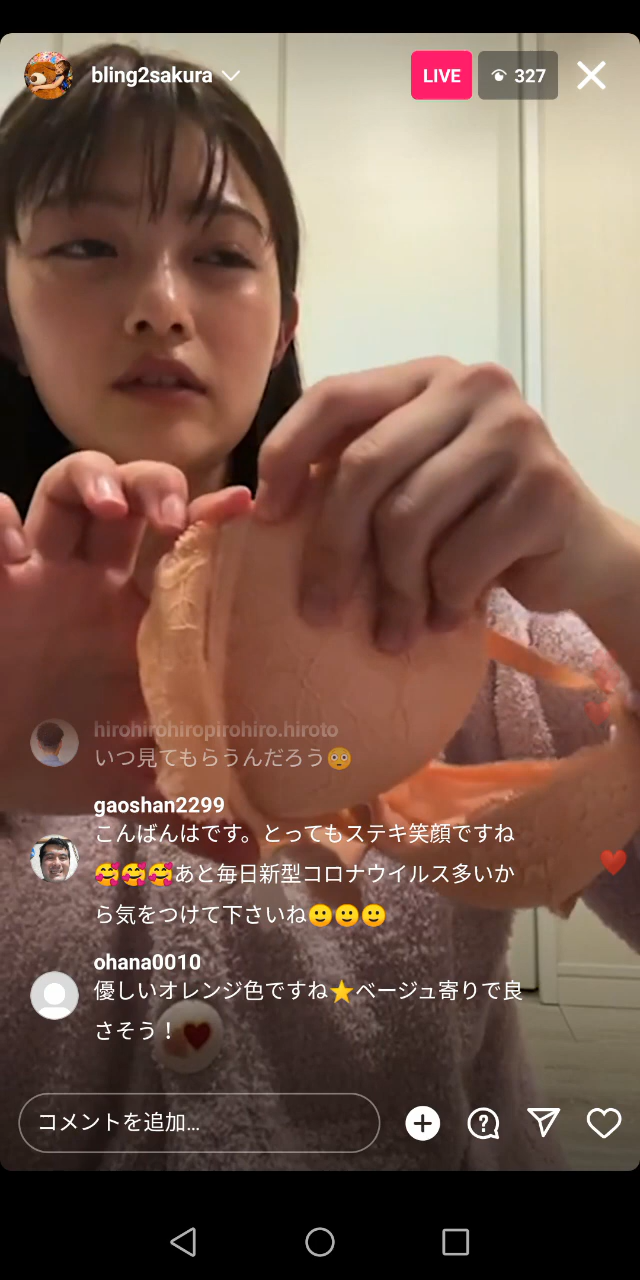 bling2sakura
LIVE
327
hirohirohiropirohiro.hiroto
いつ見てもらうんだろう😳
gaoshan2299
こんばんはです。とってもステキ笑顔ですね
🥰🥰🥰あと毎日新型コロナウイルス多いか
ら気をつけて下さいね🙂🙂🙂
ohana0010
優しいオレンジ色ですね⭐ベージュ寄りで良
さそう！
コメントを追加...